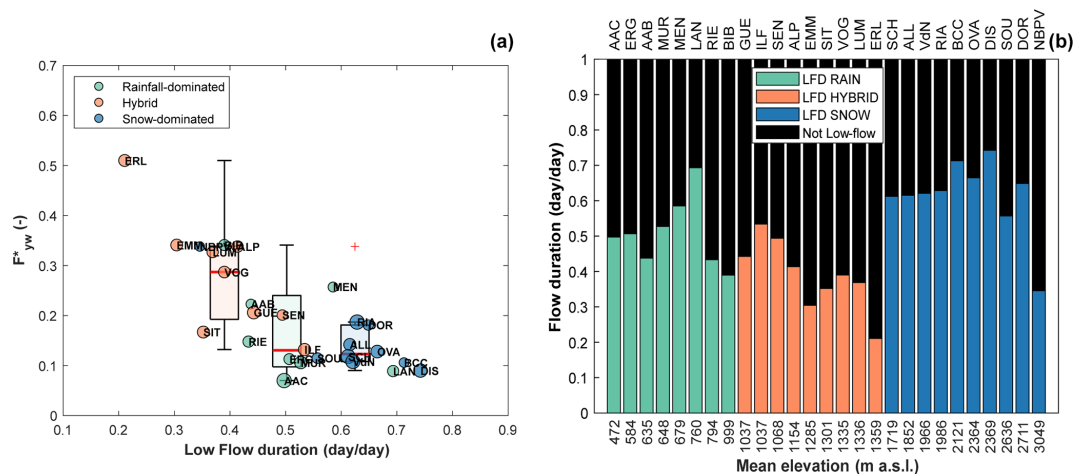 (a)
0.7
0.6
0.5
0.4
0.3
0.2
0.1
0
F*yw (-)
Rainfall-dominated
Hybrid
Snow-dominated
ERL
EMM
NBPV
BIB
ALP
LUM
VOG
MEN
AAB
GUE
SEN
RIA
DOR
SIT
RIE
ILF
ALL
OVA
ERG
MUR
SOU
SCH
VdN
BCC
LAN
DIS
AAC
0.1 0.2 0.3 0.4 0.5 0.6 0.7 0.8 0.9
Low Flow duration (day/day)
AAC ERG AAB MUR MEN LAN RIE BIB GUE ILF SEN ALP EMM SIT VOG LUM ERL SCH ALL VdN RIA BCC OVA DIS SOU DOR NBPV
(b)
1
0.9
0.8
0.7
0.6
0.5
0.4
0.3
0.2
0.1
0
Flow duration (day/day)
LFD RAIN
LFD HYBRID
LFD SNOW
Not Low-flow
472 584 635 648 679 760 794 999 1037 1037 1068 1154 1285 1301 1335 1336 1359 1719 1852 1966 1986 2121 2364 2369 2636 2711 3049
Mean elevation (m a.s.l.)